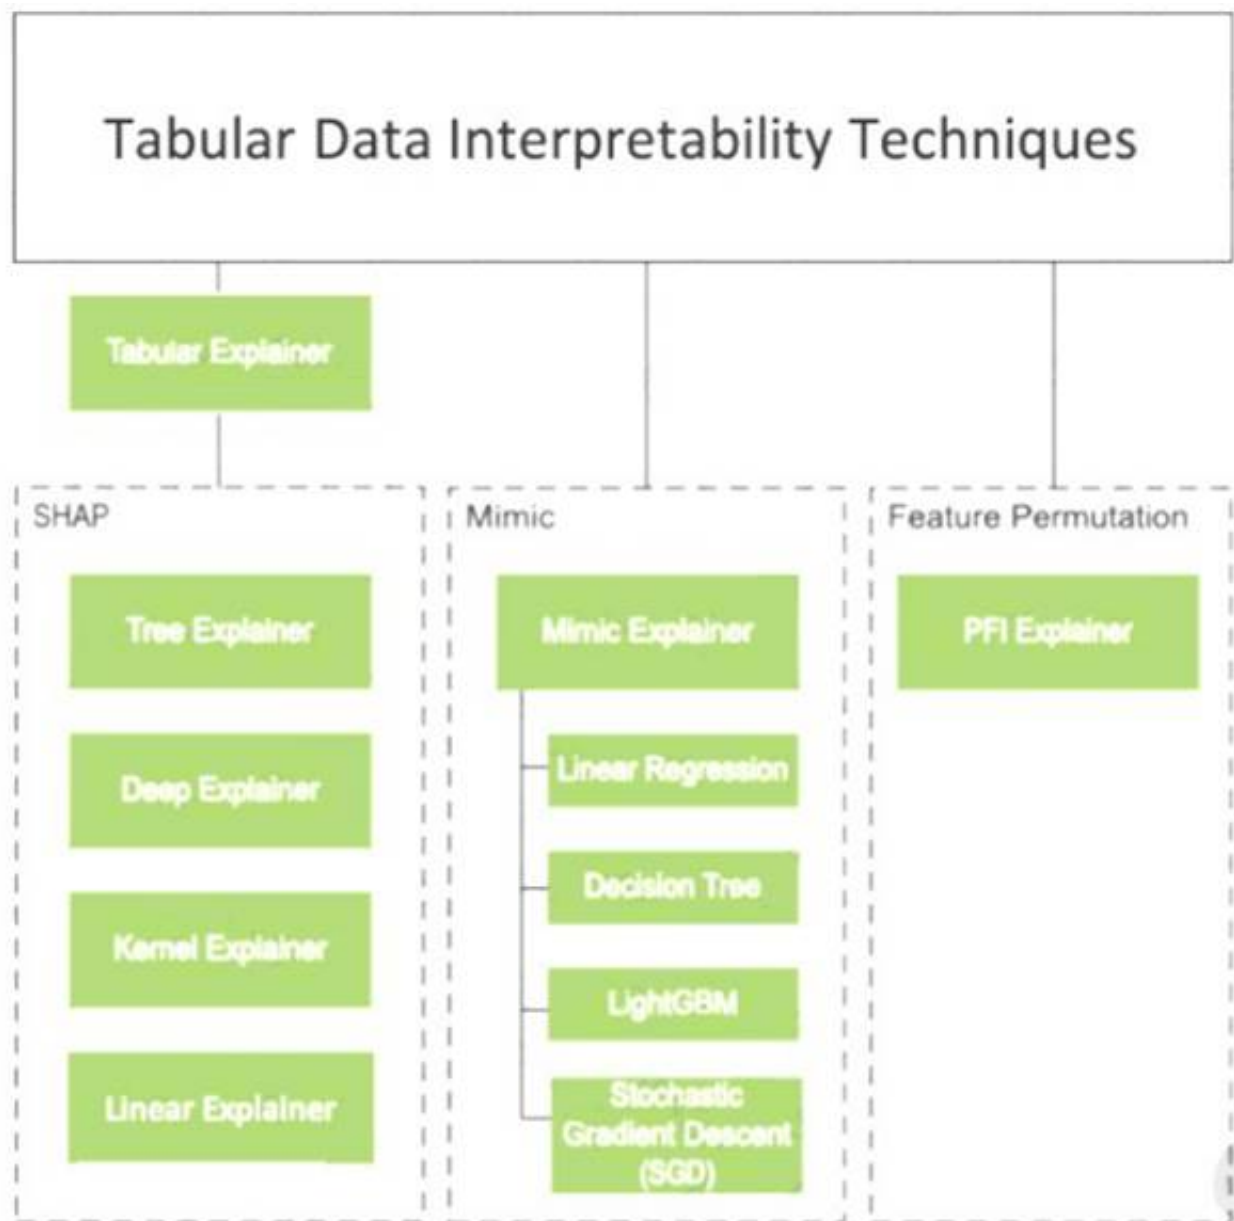 Tabular Data Interpretability Techniques
Tabular Explainer
SHAP
Tree Explainer
Deep Explainer
Kernel Explainer
Linear Explainer
Mimic
Mimic Explainer
Linear Regression
Decision Tree
LightGBM
Stochastic
Gradient Descent
(SGD)
Feature Permutation
PFI Explainer